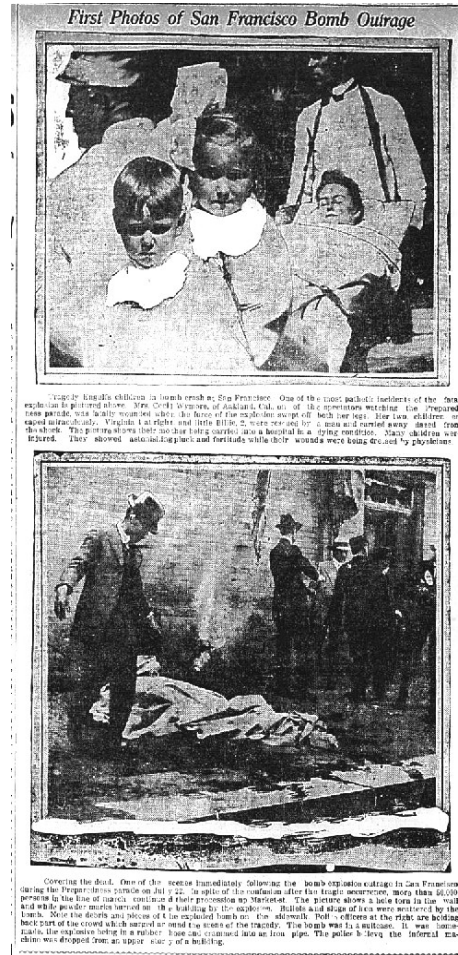 First Photos of San Francisco Bomb Outrage
Tragedy Engulfs children in bomb crash at San Francisco. One of the most pathetic incidents of the fatal
explosion is pictured above. Mrs. Wymore, of Oakland, Cal., one of the spectators watching the Prepared-
ness parade, was fatally wounded when the force of the explosion swept off both her legs. Her two children es-
caped miraculously. Virginia at right, and little Billie, 2, were rescued by a man and carried away dazed from
the shock. The picture shows their mother being carried into a hospital in a dying condition. Many children were
injured. They showed astonishing pluck and fortitude while their wounds were being dressed by physicians.
Covering the dead. One of the scenes immediately following the bomb explosion outrage in San Francisco
during the Preparedness parade on July 22. In spite of the confusion after the tragic occurrence, more than 50,000
persons in the line of march continued their procession up Market-st. The picture shows a hole torn in the wall
and while powder marks burned on the building by the explosion. Bullets and slugs of iron were scattered by the
bomb. Note the debris and pieces of the exploded bomb on the sidewalk. Police officers at the right are holding
back part of the crowd which surged around the scene of the tragedy. The bomb was in a suitcase. It was home-
made, the explosive being in a rubber hose and crammed into an iron pipe. The police believe the infernal ma-
chine was dropped from an upper story of a building.